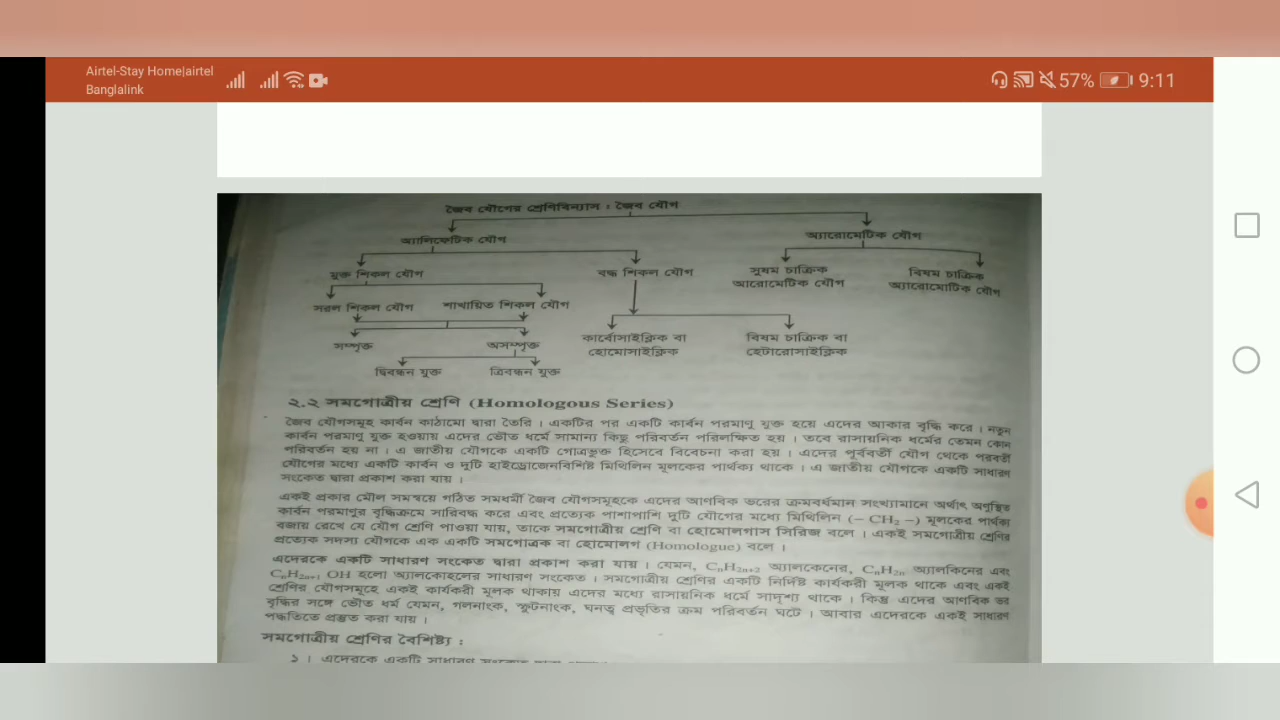 Airtel-Stay Home|airtel
Banglalink
57% 9:11
জৈব যৌগের শ্রেণিবিন্যাস : জৈব যৌগ
অ্যালিফেটিক যৌগ অ্যারোমেটিক যৌগ
যুক্ত শিকল যৌগ বদ্ধ শিকল যৌগ সুষম চাক্রিক আরোমেটিক যৌগ বিষম চাক্রিক অ্যারোমোটিক যৌগ
সরল শিকল যৌগ শাখায়িত শিকল যৌগ
সম্পৃক্ত অসম্পৃক্ত কার্বোসাইক্লিক বা হোমোসাইক্লিক বিষম চাক্রিক বা হেটারোসাইক্লিক
দ্বিবন্ধন যুক্ত ত্রিবন্ধন যুক্ত
২.২ সমগোত্রীয় শ্রেণি (Homologous Series)
জৈব যৌগসমূহ কার্বন কাঠামো দ্বারা তৈরি । একটির পর একটি কার্বন পরমাণু যুক্ত হয়ে এদের আকার বৃদ্ধি করে । নতুন
কার্বন পরমাণু যুক্ত হওয়ায় এদের ভৌত ধর্মে সামান্য কিছু পরিবর্তন পরিলক্ষিত হয় । তবে রাসায়নিক ধর্মের তেমন কোন
পরিবর্তন হয় না । এ জাতীয় যৌগকে একটি গোত্রভুক্ত হিসেবে বিবেচনা করা হয় । এদের পূর্ববর্তী যৌগ থেকে পরবর্তী
যৌগের মধ্যে একটি কার্বন ও দুটি হাইড্রোজেনবিশিষ্ট মিথিলিন মূলকের পার্থক্য থাকে । এ জাতীয় যৌগকে একটি সাধারণ
সংকেত দ্বারা প্রকাশ করা যায় ।
একই প্রকার মৌল সমন্বয়ে গঠিত সমধর্মী জৈব যৌগসমূহকে এদের আণবিক ভরের ক্রমবর্ধমান সংখ্যামানে অর্থাৎ অণুস্থিত
কার্বন পরমাণুর বৃদ্ধিক্রমে সারিবদ্ধ করে এবং প্রত্যেক পাশাপাশি দুটি যৌগের মধ্যে মিথিলিন (– CH₂ –) মূলকের পার্থক্য
বজায় রেখে যে যৌগ শ্রেণি পাওয়া যায়, তাকে সমগোত্রীয় শ্রেণি বা হোমোলগাস সিরিজ বলে । একই সমগোত্রীয় শ্রেণির
প্রত্যেক সদস্য যৌগকে এক একটি সমগোত্রক বা হোমোলগ (Homologue) বলে ।
এদেরকে একটি সাধারণ সংকেত দ্বারা প্রকাশ করা যায় । যেমন, CₙH₂ₙ₊₂ অ্যালকেনের, CₙH₂ₙ অ্যালকিনের এবং
CₙH₂ₙ₊₁ OH হলো অ্যালকোহলের সাধারণ সংকেত । সমগোত্রীয় শ্রেণির একটি নির্দিষ্ট কার্যকরী মূলক থাকে এবং একই
শ্রেণির যৌগসমূহে একই কার্যকরী মূলক থাকায় এদের মধ্যে রাসায়নিক ধর্মে সাদৃশ্য থাকে । কিন্তু এদের আণবিক ভর
বৃদ্ধির সঙ্গে ভৌত ধর্ম যেমন, গলনাংক, স্ফুটনাংক, ঘনত্ব প্রভৃতির ক্রম পরিবর্তন ঘটে । আবার এদেরকে একই সাধারণ
পদ্ধতিতে প্রস্তুত করা যায় ।
সমগোত্রীয় শ্রেণির বৈশিষ্ট্য :
১ । এদেরকে একটি সাধারণ